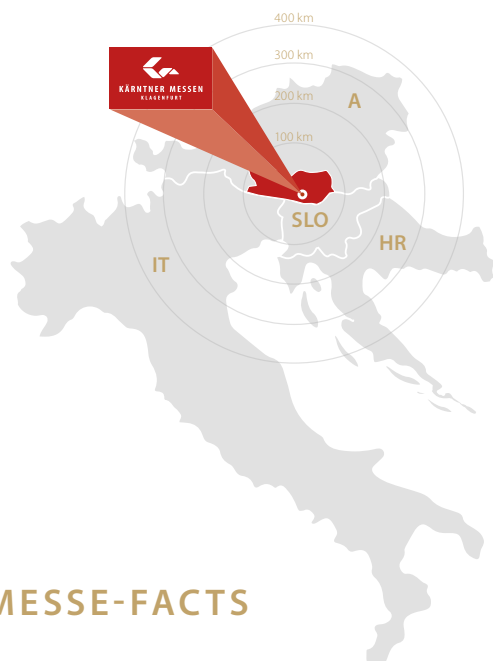 400 km
300 km
200 km
100 km
KÄRNTNER MESSEN
KLAGENFURT
A
SLO
HR
IT
MESSE-FACTS